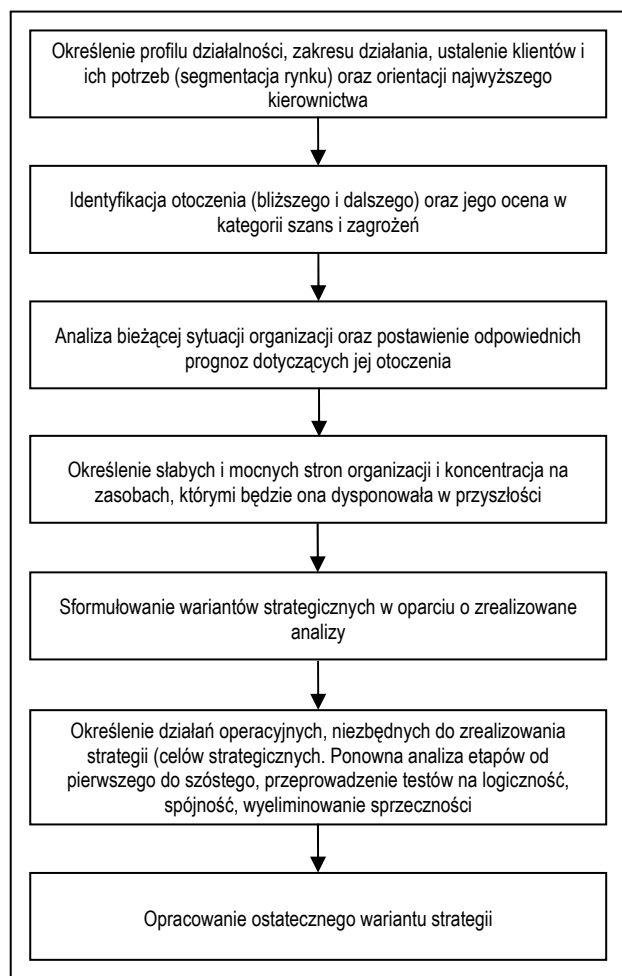 Określenie profilu działalności, zakresu działania, ustalenie klientów i
ich potrzeb (segmentacja rynku) oraz orientacji najwyższego
kierownictwa
Identyfikacja otoczenia (bliższego i dalszego) oraz jego ocena w
kategorii szans i zagrożeń
Analiza bieżącej sytuacji organizacji oraz postawienie odpowiednich
prognoz dotyczących jej otoczenia
Określenie słabych i mocnych stron organizacji i koncentracja na
zasobach, którymi będzie ona dysponowała w przyszłości
Sformułowanie wariantów strategicznych w oparciu o zrealizowane
analizy
Określenie działań operacyjnych, niezbędnych do zrealizowania
strategii (celów strategicznych. Ponowna analiza etapów od
pierwszego do szóstego, przeprowadzenie testów na logiczność,
spójność, wyeliminowanie sprzeczności
Opracowanie ostatecznego wariantu strategii